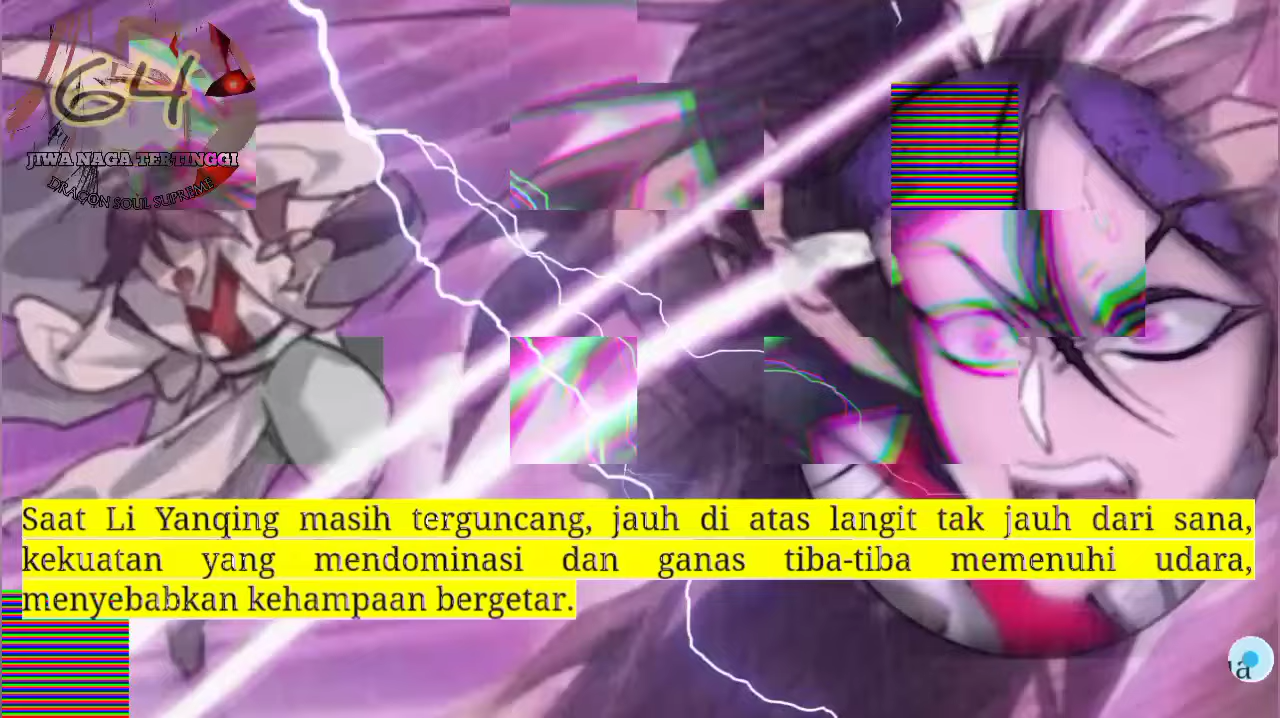 64
JIWA NAGA TERTINGGI
DRAGON SOUL SUPREME
Saat Li Yanqing masih terguncang, jauh di atas langit tak jauh dari sana,
kekuatan yang mendominasi dan ganas tiba-tiba memenuhi udara,
menyebabkan kehampaan bergetar.